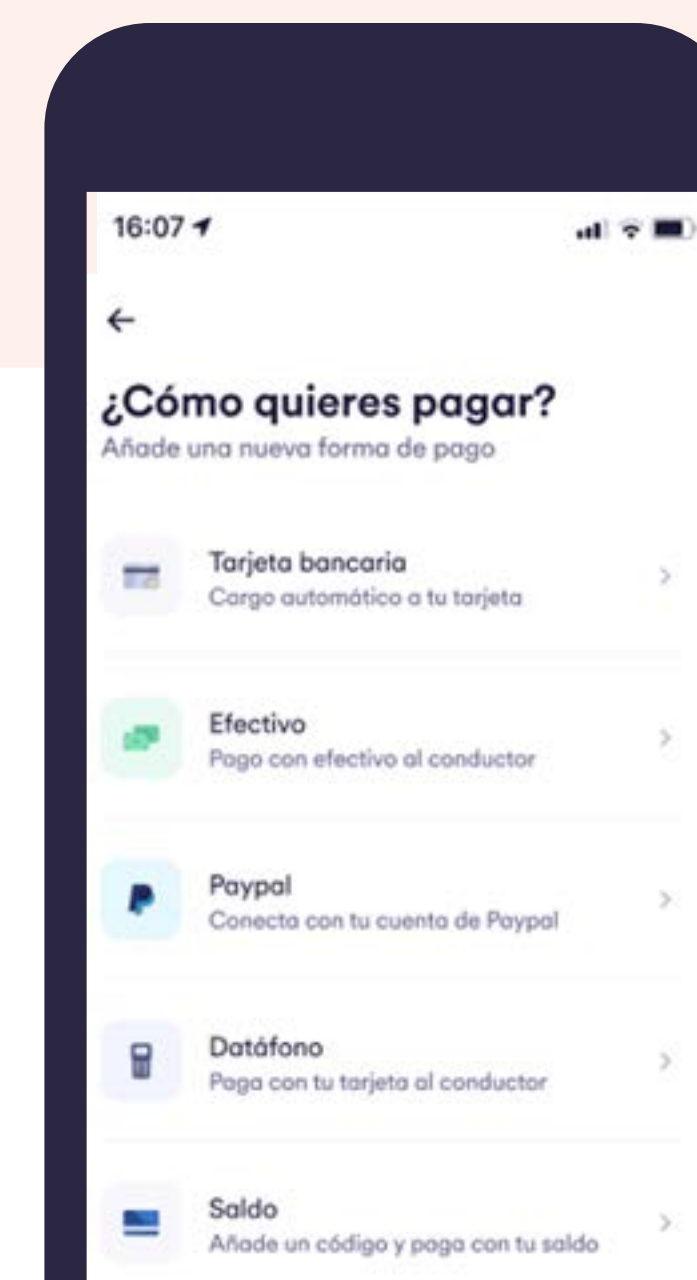 16:07
¿Cómo quieres pagar?
Añade una nueva forma de pago
Tarjeta bancaria
Cargo automático a tu tarjeta
Efectivo
Pago con efectivo al conductor
Paypal
Conecta con tu cuenta de Paypal
Datáfono
Paga con tu tarjeta al conductor
Saldo
Añade un código y paga con tu saldo